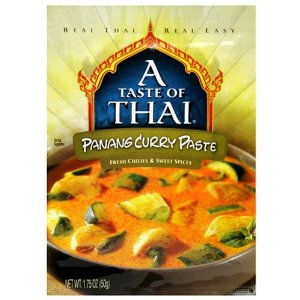 REAL THAI REAL EASY
A
TASTE OF
THAI
PANANG CURRY PASTE
FRESH CHILIES & SWEET SPICES
NET WT. 1.75 OZ (50g)